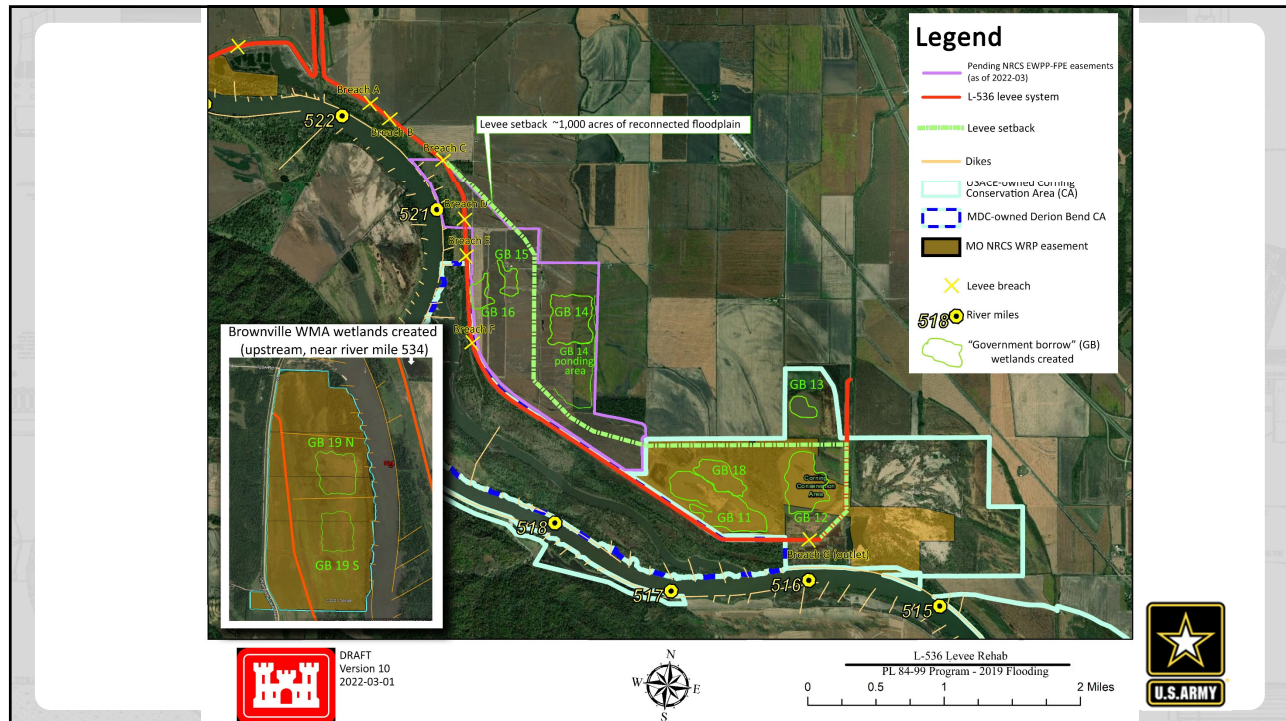 Legend
Pending NRCS EWPP-FPE easements
(as of 2022-03)
L-536 levee system
Levee setback
Dikes
USACE-owned Corning
Conservation Area (CA)
MDC-owned Derion Bend CA
MO NRCS WRP easement
Levee breach
518 River miles
"Government borrow" (GB)
wetlands created
Breach A
522
Breach B
Levee setback ~1,000 acres of reconnected floodplain
Breach C
521
Breach D
Breach E
GB 15
GB 16
GB 14
Breach F
GB 14
ponding
area
Brownville WMA wetlands created
(upstream, near river mile 534)
GB 19 N
GB 19 S
GB 13
GB 18
Corning
Conservation
Area
GB 11
GB 12
518
Breach G (outlet)
517
516
515
DRAFT
Version 10
2022-03-01
N
W
E
S
L-536 Levee Rehab
PL 84-99 Program - 2019 Flooding
0 0.5 1 2 Miles
U.S.ARMY